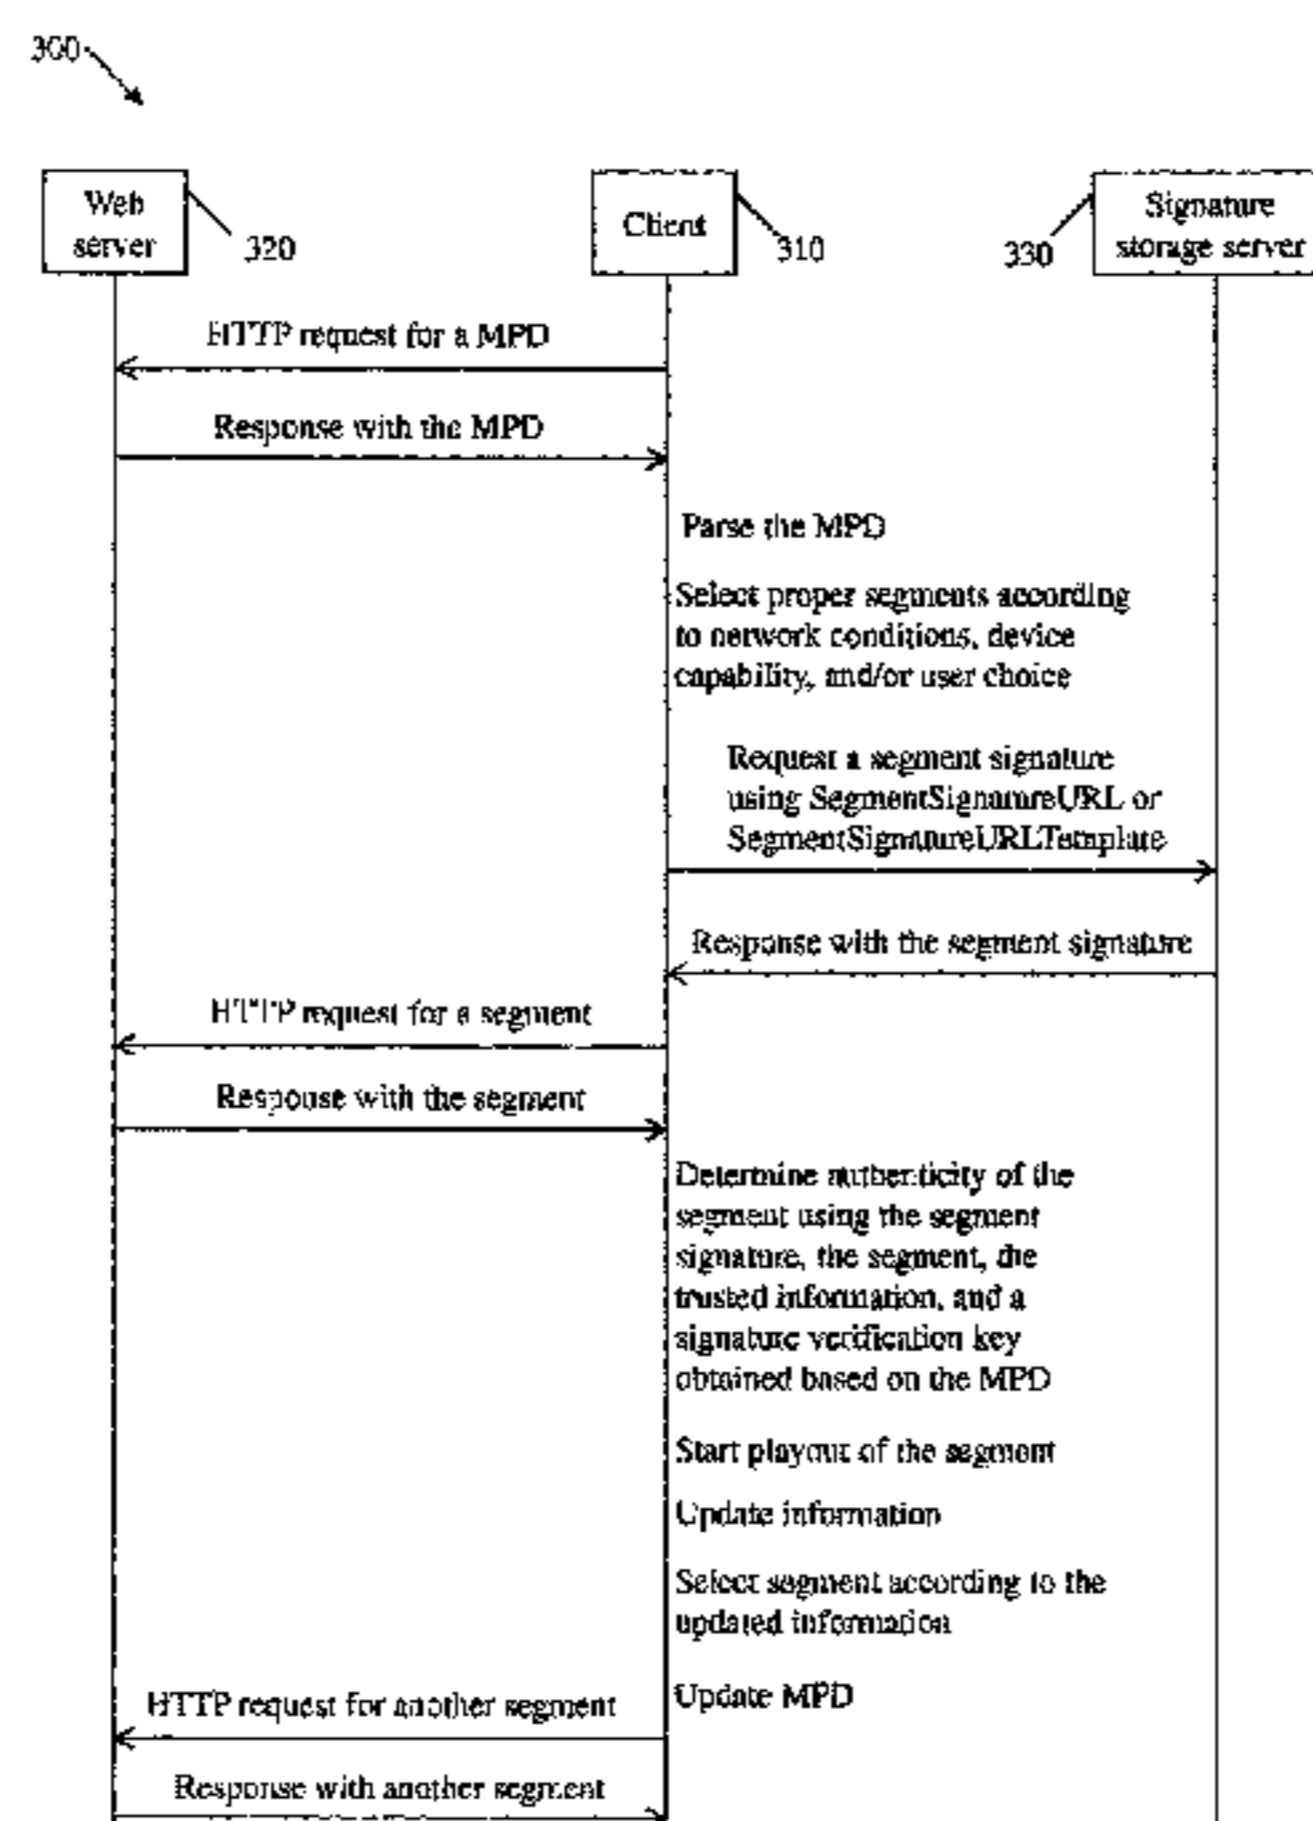 300
Web
server
320
Client
310
330
Signature
storage server
HTTP request for a MPD
Response with the MPD
Parse the MPD
Select proper segments according
to network conditions, device
capability, and/or user choice
Request a segment signature
using SegmentSignatureURL or
SegmentSignatureURLTemplate
Response with the segment signature
HTTP request for a segment
Response with the segment
Determine authenticity of the
segment using the segment
signature, the segment, the
trusted information, and a
signature verification key
obtained based on the MPD
Start playout of the segment
Update information
Select segment according to the
updated information
Update MPD
HTTP request for another segment
Response with another segment